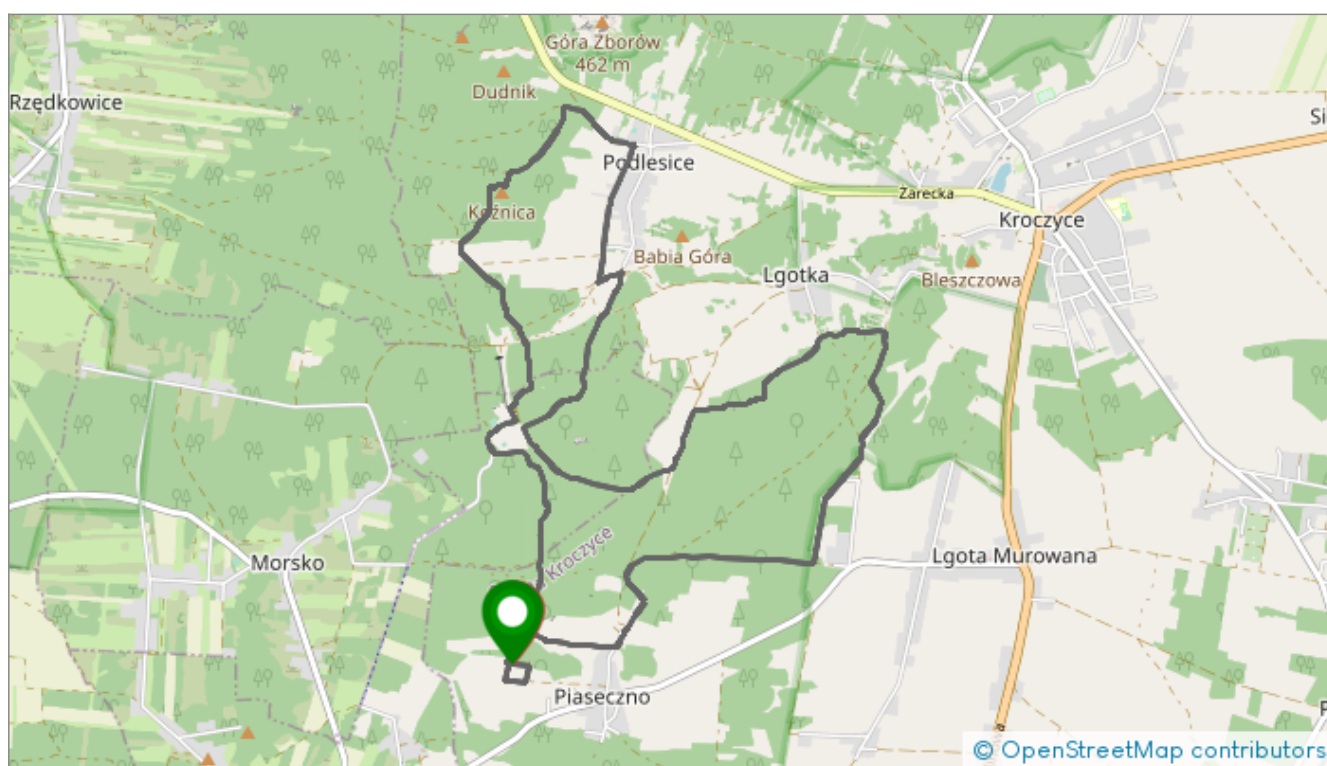 Góra Zborów
462 m
Dudnik
Rzędkowice
Si
Podlesice
Żarecka
Koźnica
Kroczyce
Babia Góra
Lgotka
Bleszczowa
Kroczyce
Morsko
Lgota Murowana
Piaseczno
P
© OpenStreetMap contributors